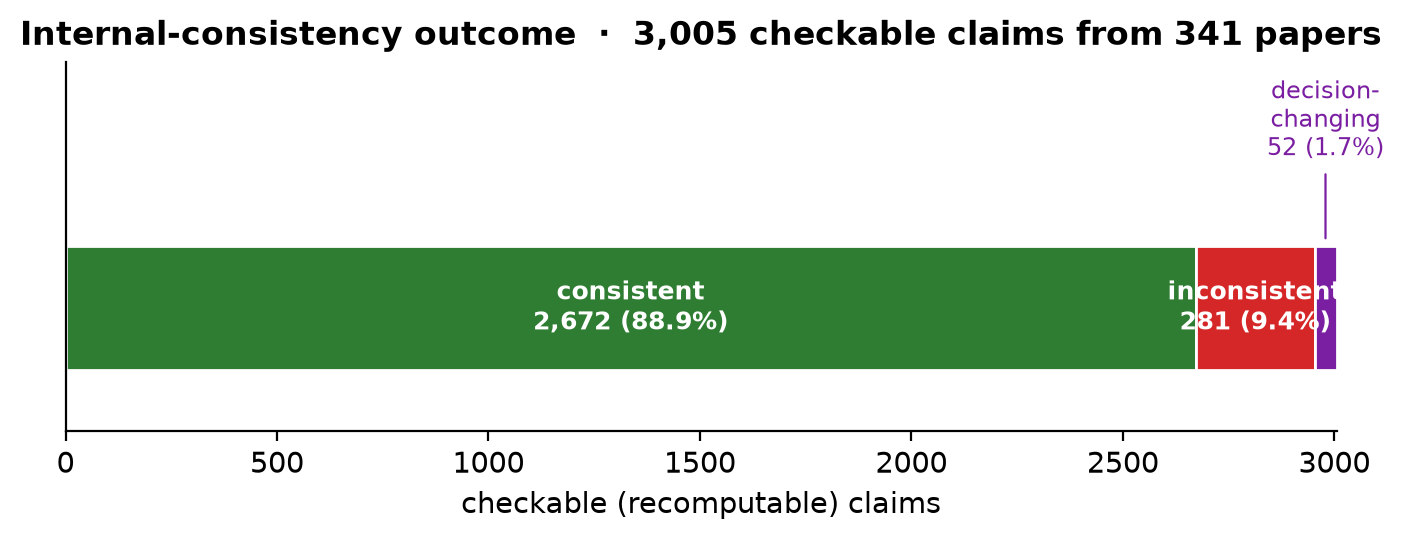 Internal-consistency outcome · 3,005 checkable claims from 341 papers
decision-
changing
52 (1.7%)
consistent
2,672 (88.9%)
inconsistent
281 (9.4%)
0 500 1000 1500 2000 2500 3000
checkable (recomputable) claims